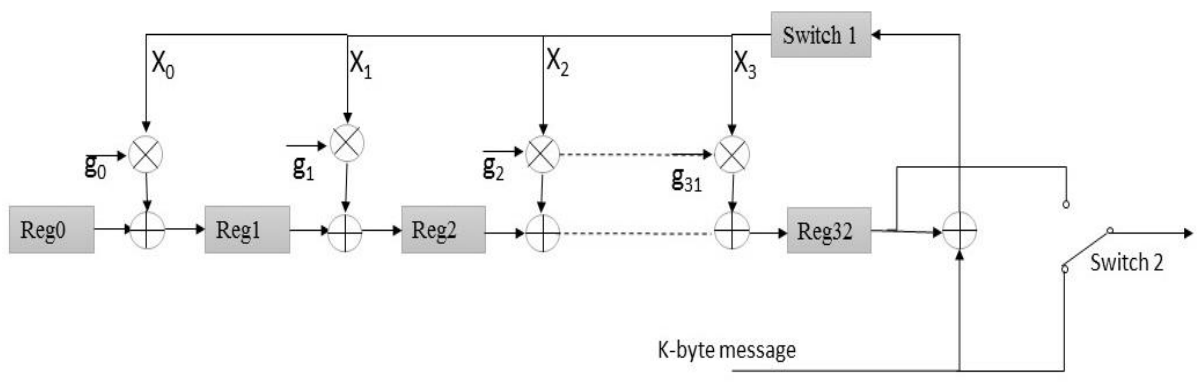 Switch 1
X₀
X₁
X₂
X₃
g₀
g₁
g₂
g₃₁
Reg0
Reg1
Reg2
Reg32
Switch 2
K-byte message